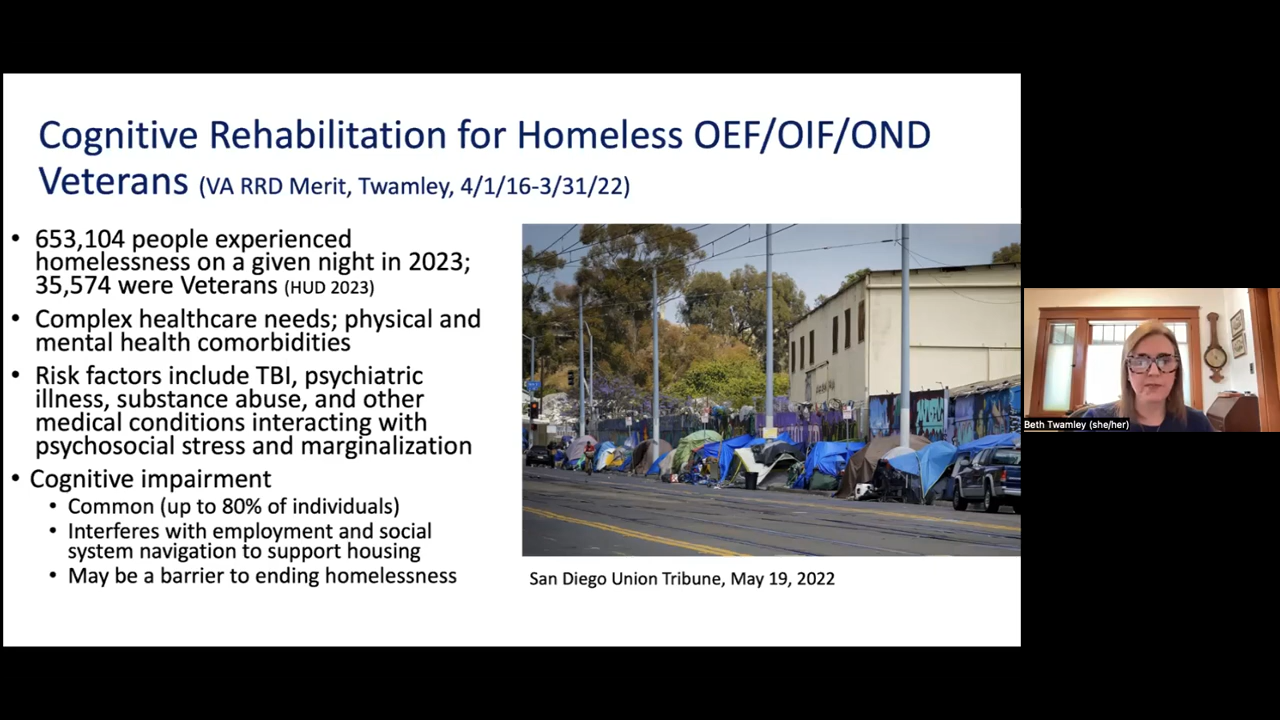 Cognitive Rehabilitation for Homeless OEF/OIF/OND
Veterans (VA RRD Merit, Twamley, 4/1/16-3/31/22)
• 653,104 people experienced
homelessness on a given night in 2023;
35,574 were Veterans (HUD 2023)
• Complex healthcare needs; physical and
mental health comorbidities
• Risk factors include TBI, psychiatric
illness, substance abuse, and other
medical conditions interacting with
psychosocial stress and marginalization
• Cognitive impairment
• Common (up to 80% of individuals)
• Interferes with employment and social
system navigation to support housing
• May be a barrier to ending homelessness
San Diego Union Tribune, May 19, 2022
Beth Twamley (she/her)